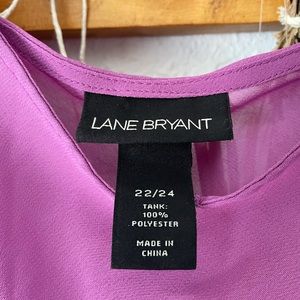 LANE BRYANT
22/24
TANK:
100%
POLYESTER
MADE IN
CHINA